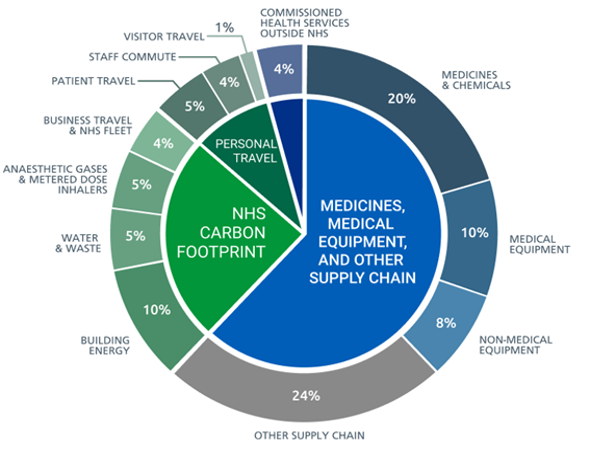 COMMISSIONED
HEALTH SERVICES
OUTSIDE NHS
4%
MEDICINES
& CHEMICALS
20%
MEDICAL
EQUIPMENT
10%
NON-MEDICAL
EQUIPMENT
8%
OTHER SUPPLY CHAIN
24%
BUILDING
ENERGY
10%
WATER
& WASTE
5%
ANAESTHETIC GASES
& METERED DOSE
INHALERS
5%
BUSINESS TRAVEL
& NHS FLEET
4%
PATIENT TRAVEL
5%
STAFF COMMUTE
4%
VISITOR TRAVEL
1%
PERSONAL
TRAVEL
NHS
CARBON
FOOTPRINT
MEDICINES,
MEDICAL
EQUIPMENT,
AND OTHER
SUPPLY CHAIN